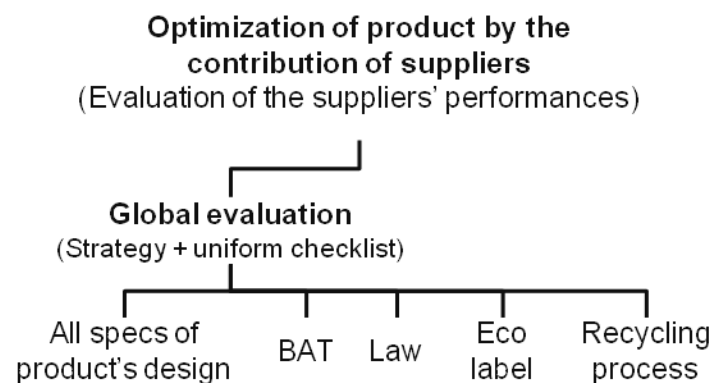 Optimization of product by the
contribution of suppliers
(Evaluation of the suppliers' performances)
Global evaluation
(Strategy + uniform checklist)
All specs of
product's design
BAT
Law
Eco
label
Recycling
process